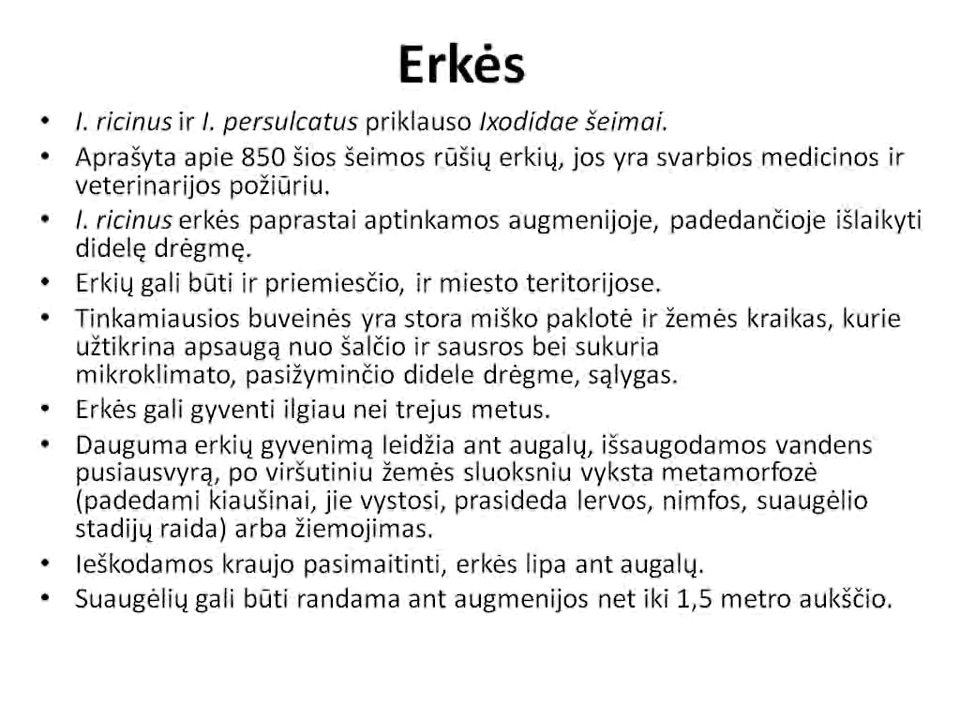 Erkės
• I. ricinus ir I. persulcatus priklauso Ixodidae šeimai.
• Aprašyta apie 850 šios šeimos rūšių erkių, jos yra svarbios medicinos ir
veterinarijos požiūriu.
• I. ricinus erkės paprastai aptinkamos augmenijoje, padedančioje išlaikyti
didelę drėgmę.
• Erkių gali būti ir priemiesčio, ir miesto teritorijose.
• Tinkamiausios buveinės yra stora miško paklotė ir žemės kraikas, kurie
užtikrina apsaugą nuo šalčio ir sausros bei sukuria
mikroklimato, pasižyminčio didele drėgme, sąlygas.
• Erkės gali gyventi ilgiau nei trejus metus.
• Dauguma erkių gyvenimą leidžia ant augalų, išsaugodamos vandens
pusiausvyrą, po viršutiniu žemės sluoksniu vyksta metamorfozė
(padedami kiaušinai, jie vystosi, prasideda lervos, nimfos, suaugėlio
stadijų raida) arba žiemojimas.
• Ieškodamos kraujo pasimaitinti, erkės lipa ant augalų.
• Suaugėlių gali būti randama ant augmenijos net iki 1,5 metro aukščio.